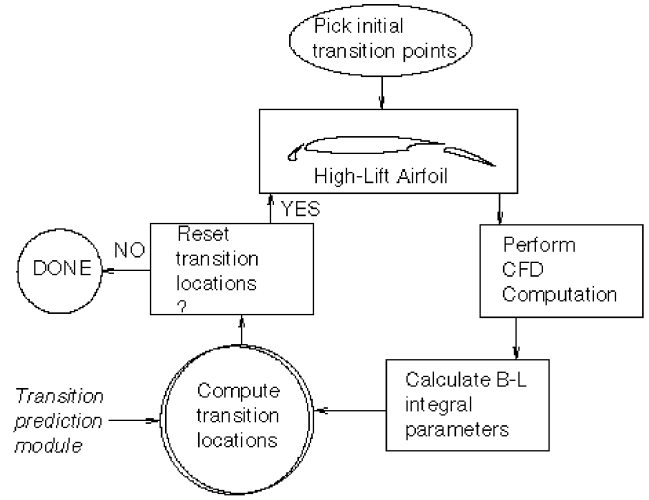 Pick initial
transition points
High-Lift Airfoil
YES
Reset
transition
locations
?
NO
DONE
Perform
CFD
Computation
Calculate B-L
integral
parameters
Compute
transition
locations
Transition
prediction
module